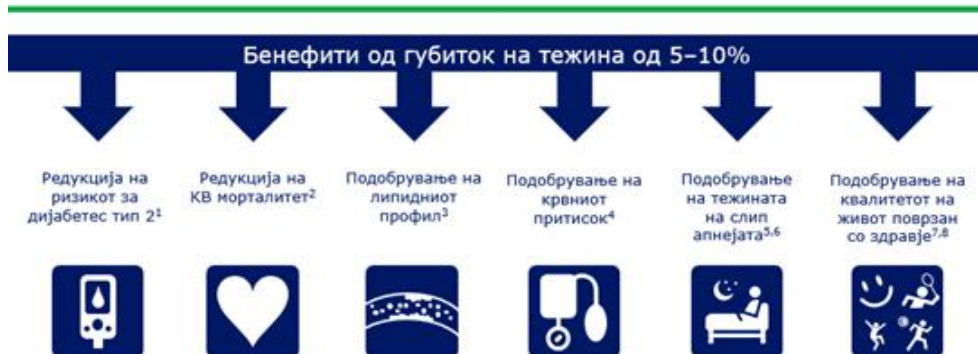 Бенефити од губиток на тежина од 5–10%
Редукција на
ризикот за
дијабетес тип 2¹
Редукција на
КВ морталитет²
Подобрување на
липидниот
профил³
Подобрување на
крвниот
притисок⁴
Подобрување
на тежината
на слип
апнејата⁵,⁶
Подобрување на
квалитетот на
живот поврзан
со здравје⁷,⁸